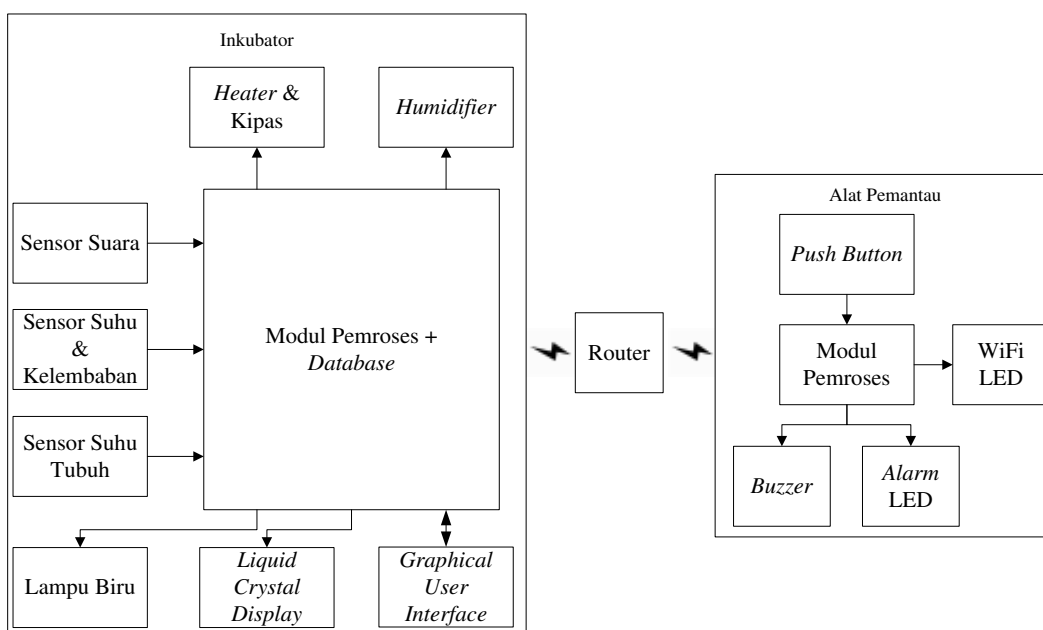 Inkubator
Heater &
Kipas
Humidifier
Sensor Suara
Sensor Suhu
&
Kelembaban
Sensor Suhu
Tubuh
Modul Pemroses +
Database
Lampu Biru
Liquid
Crystal
Display
Graphical
User
Interface
Router
Alat Pemantau
Push Button
Modul
Pemroses
WiFi
LED
Buzzer
Alarm
LED